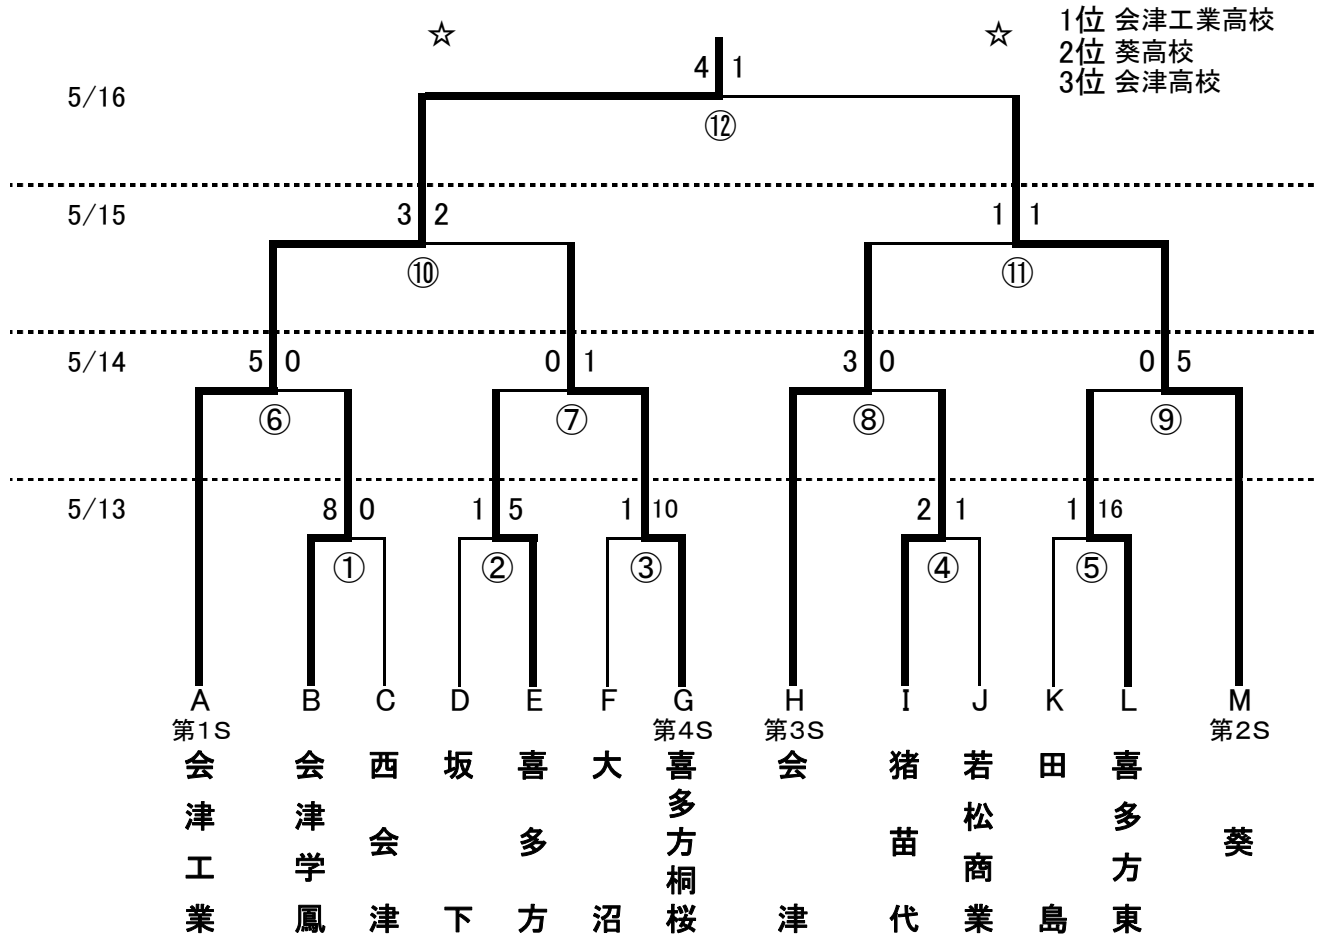 ☆ ☆
1位 会津工業高校
2位 葵高校
3位 会津高校
4 1
5/16
⑫
5/15
3 2 1 1
⑩ ⑪
5/14
5 0 0 1 3 0 0 5
⑥ ⑦ ⑧ ⑨
5/13
8 0 1 5 1 10 2 1 1 16
① ② ③ ④ ⑤
A B C D E F G H I J K L M
第1S 第4S 第3S 第2S
会津工業
会津学鳳
西会津
坂下
喜多方
大沼
喜多方桐桜
会津
猪苗代
若松商業
田島
喜多方東
葵